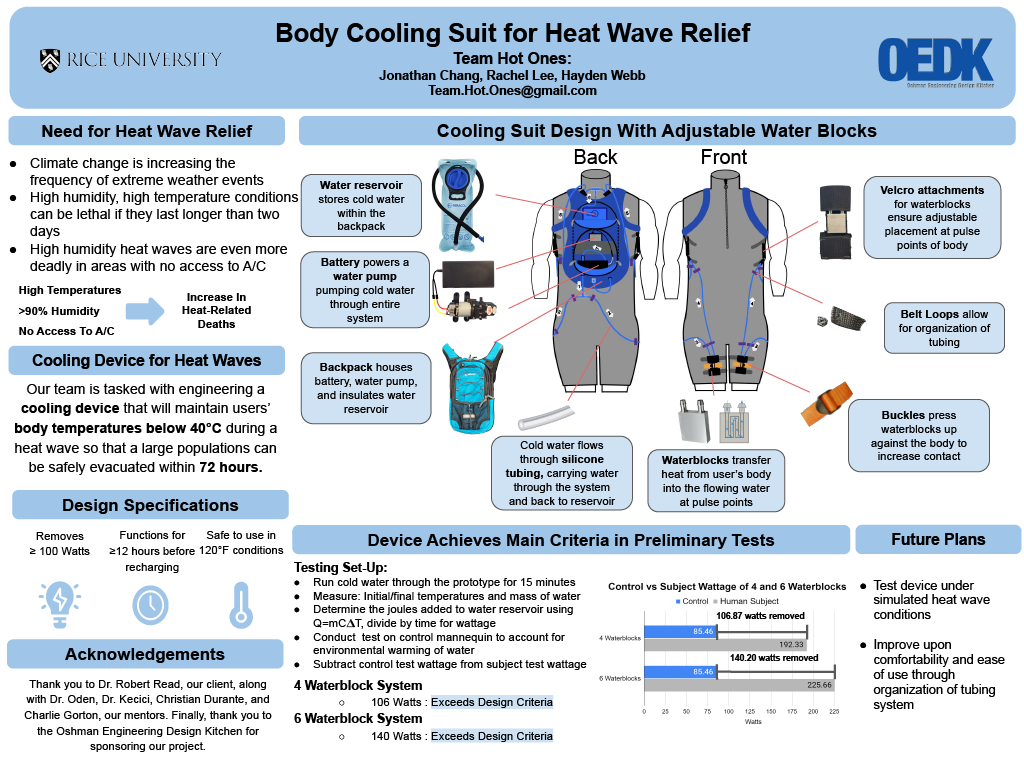 Body Cooling Suit for Heat Wave Relief
RICE UNIVERSITY
Team Hot Ones:
Jonathan Chang, Rachel Lee, Hayden Webb
Team.Hot.Ones@gmail.com
OEDK
Oshman Engineering Design Kitchen
Need for Heat Wave Relief
● Climate change is increasing the
frequency of extreme weather events
● High humidity, high temperature conditions
can be lethal if they last longer than two
days
● High humidity heat waves are even more
deadly in areas with no access to A/C
High Temperatures
>90% Humidity
No Access To A/C
Increase In
Heat-Related
Deaths
Cooling Device for Heat Waves
Our team is tasked with engineering a
cooling device that will maintain users'
body temperatures below 40°C during a
heat wave so that a large populations can
be safely evacuated within 72 hours.
Design Specifications
Removes
≥ 100 Watts
Functions for
≥12 hours before
recharging
Safe to use in
120°F conditions
Acknowledgements
Thank you to Dr. Robert Read, our client, along
with Dr. Oden, Dr. Kecici, Christian Durante, and
Charlie Gorton, our mentors. Finally, thank you to
the Oshman Engineering Design Kitchen for
sponsoring our project.
Cooling Suit Design With Adjustable Water Blocks
Back
Front
Water reservoir
stores cold water
within the
backpack
Battery powers a
water pump
pumping cold water
through entire
system
Backpack houses
battery, water pump,
and insulates water
reservoir
Cold water flows
through silicone
tubing, carrying water
through the system
and back to reservoir
Waterblocks transfer
heat from user's body
into the flowing water
at pulse points
Velcro attachments
for waterblocks
ensure adjustable
placement at pulse
points of body
Belt Loops allow
for organization of
tubing
Buckles press
waterblocks up
against the body to
increase contact
Device Achieves Main Criteria in Preliminary Tests
Testing Set-Up:
● Run cold water through the prototype for 15 minutes
● Measure: Initial/final temperatures and mass of water
● Determine the joules added to water reservoir using
Q=mCΔT, divide by time for wattage
● Conduct test on control mannequin to account for
environmental warming of water
● Subtract control test wattage from subject test wattage
4 Waterblock System
○ 106 Watts : Exceeds Design Criteria
6 Waterblock System
○ 140 Watts : Exceeds Design Criteria
Control vs Subject Wattage of 4 and 6 Waterblocks
Control Human Subject
106.87 watts removed
4 Waterblocks
85.46
192.33
140.20 watts removed
6 Waterblocks
85.46
225.66
0 25 50 75 100 125 150 175 200 225
Watts
Future Plans
● Test device under
simulated heat wave
conditions
● Improve upon
comfortability and ease
of use through
organization of tubing
system